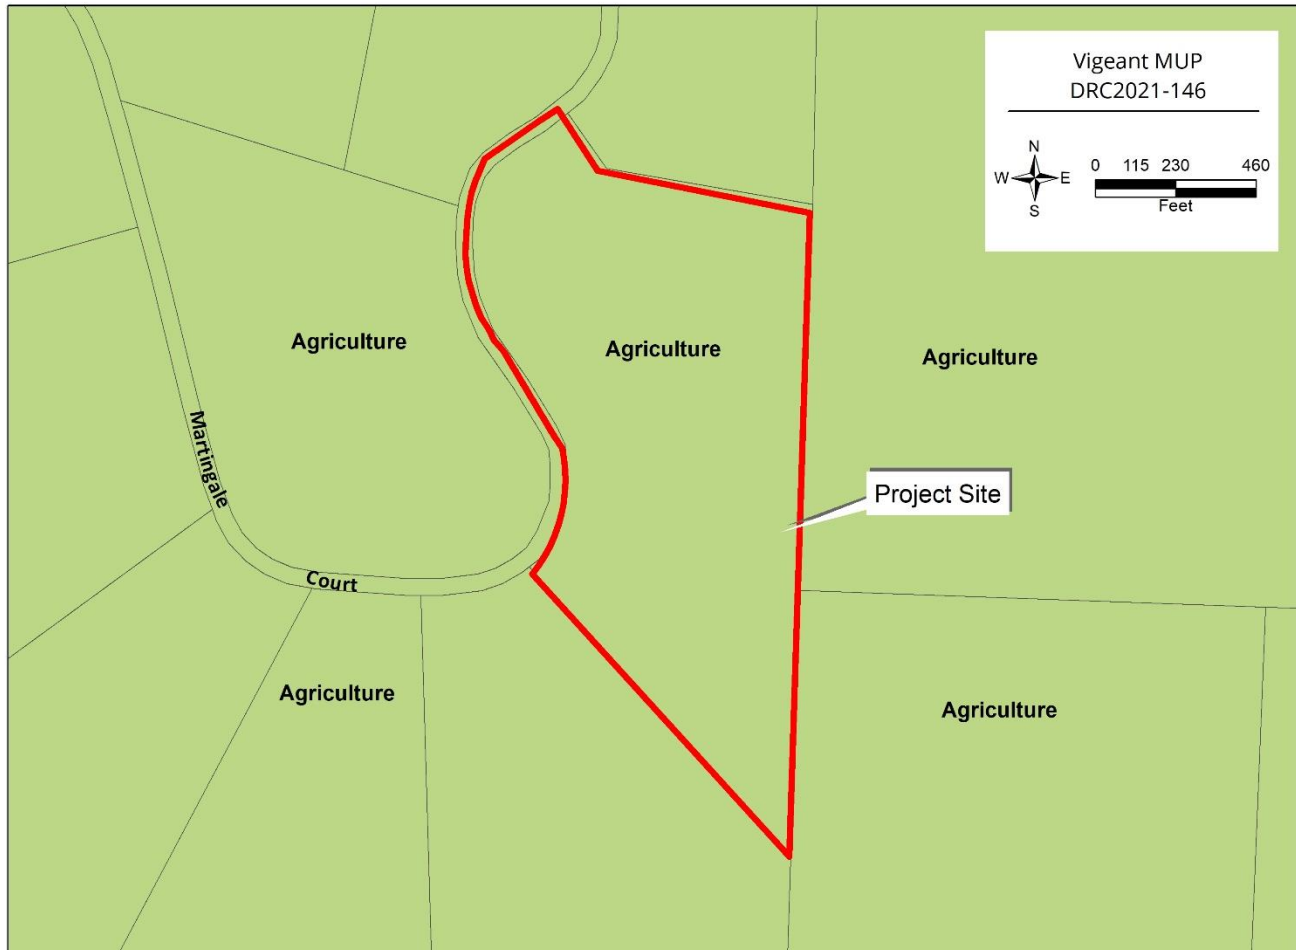 Vigeant MUP
DRC2021-146
N
W E
S
0 115 230 460
Feet
Agriculture
Agriculture
Agriculture
Martingale
Project Site
Court
Agriculture
Agriculture